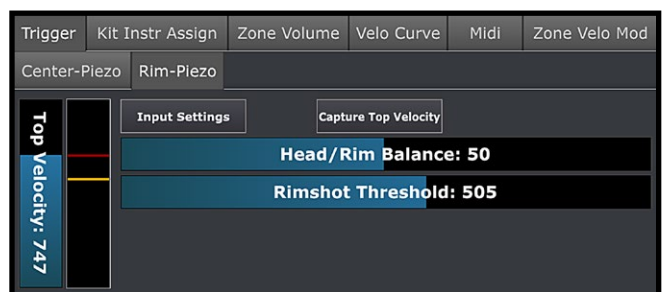 Trigger Kit Instr Assign Zone Volume Velo Curve Midi Zone Velo Mod
Center-Piezo Rim-Piezo
Top Velocity: 747
Input Settings Capture Top Velocity
Head/Rim Balance: 50
Rimshot Threshold: 505